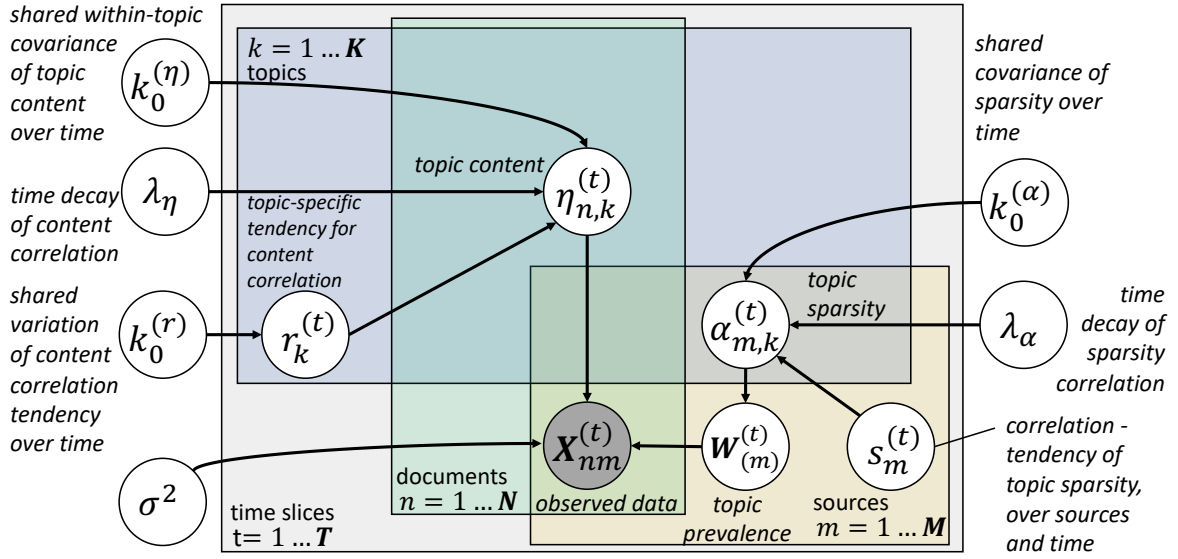 shared within-topic
covariance
of topic
content
over time
k₀^(η)
k = 1 … K
topics
shared
covariance of
sparsity over
time
k₀^(α)
time decay
of content
correlation
λ_η
topic content
η_{n,k}^(t)
topic-specific
tendency for
content
correlation
shared
variation
of content
correlation
tendency
over time
k₀^(r)
r_k^(t)
topic
sparsity
α_{m,k}^(t)
λ_α
time
decay of
sparsity
correlation
σ²
X_{nm}^(t)
W_{(m)}^(t)
s_m^(t)
correlation -
tendency of
topic sparsity,
over sources
and time
time slices
t= 1 … T
documents
n = 1 … N
observed data
topic
prevalence
sources
m = 1 … M